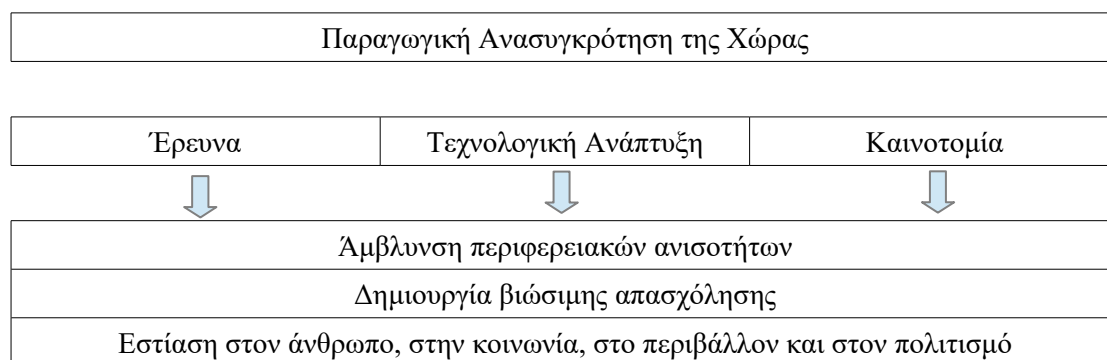 Παραγωγική Ανασυγκρότηση της Χώρας
Έρευνα Τεχνολογική Ανάπτυξη Καινοτομία
Άμβλυνση περιφερειακών ανισοτήτων
Δημιουργία βιώσιμης απασχόλησης
Εστίαση στον άνθρωπο, στην κοινωνία, στο περιβάλλον και στον πολιτισμό